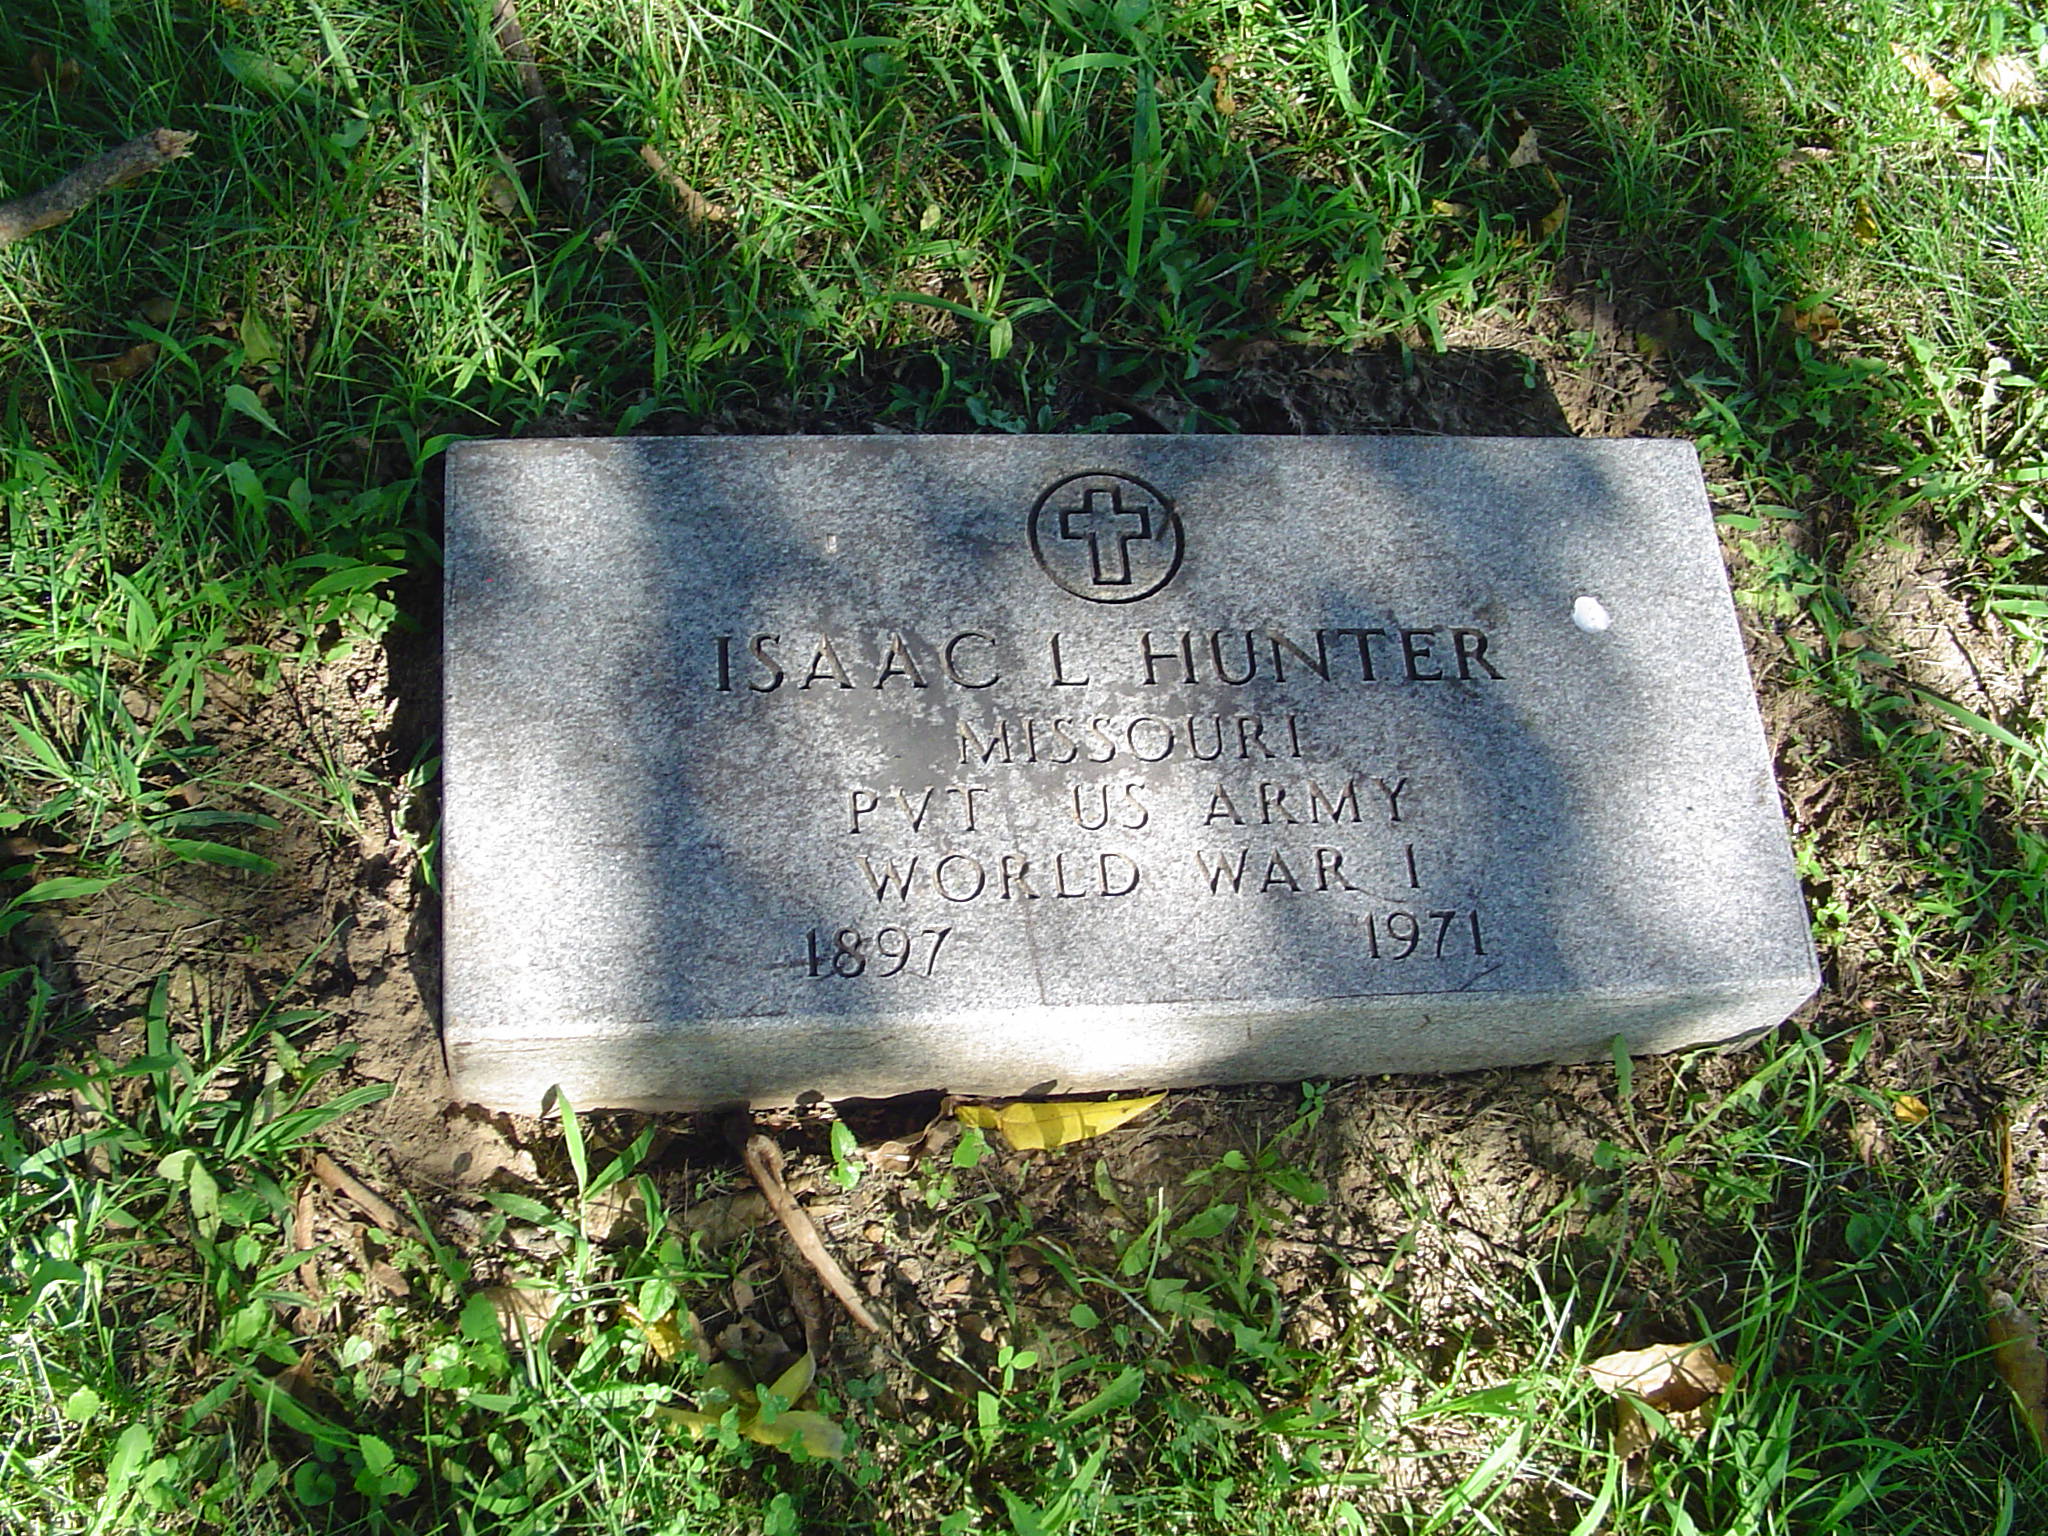 ISAAC L HUNTER
MISSOURI
PVT US ARMY
WORLD WAR I
1897 1971